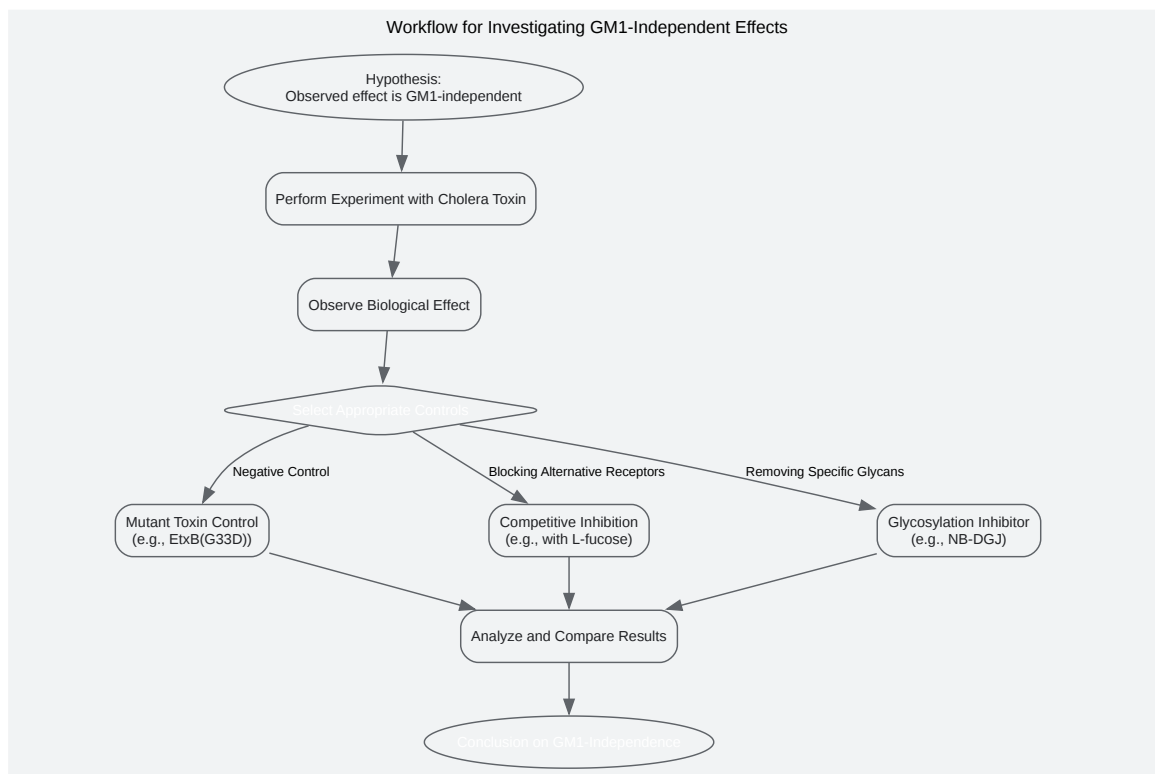 Workflow for Investigating GM1-Independent Effects
Hypothesis:
Observed effect is GM1-independent
Perform Experiment with Cholera Toxin
Observe Biological Effect
Select Appropriate Controls
Negative Control
Blocking Alternative Receptors
Removing Specific Glycans
Mutant Toxin Control
(e.g., EtxB(G33D))
Competitive Inhibition
(e.g., with L-fucose)
Glycosylation Inhibitor
(e.g., NB-DGJ)
Analyze and Compare Results
Conclusion on GM1-Independence